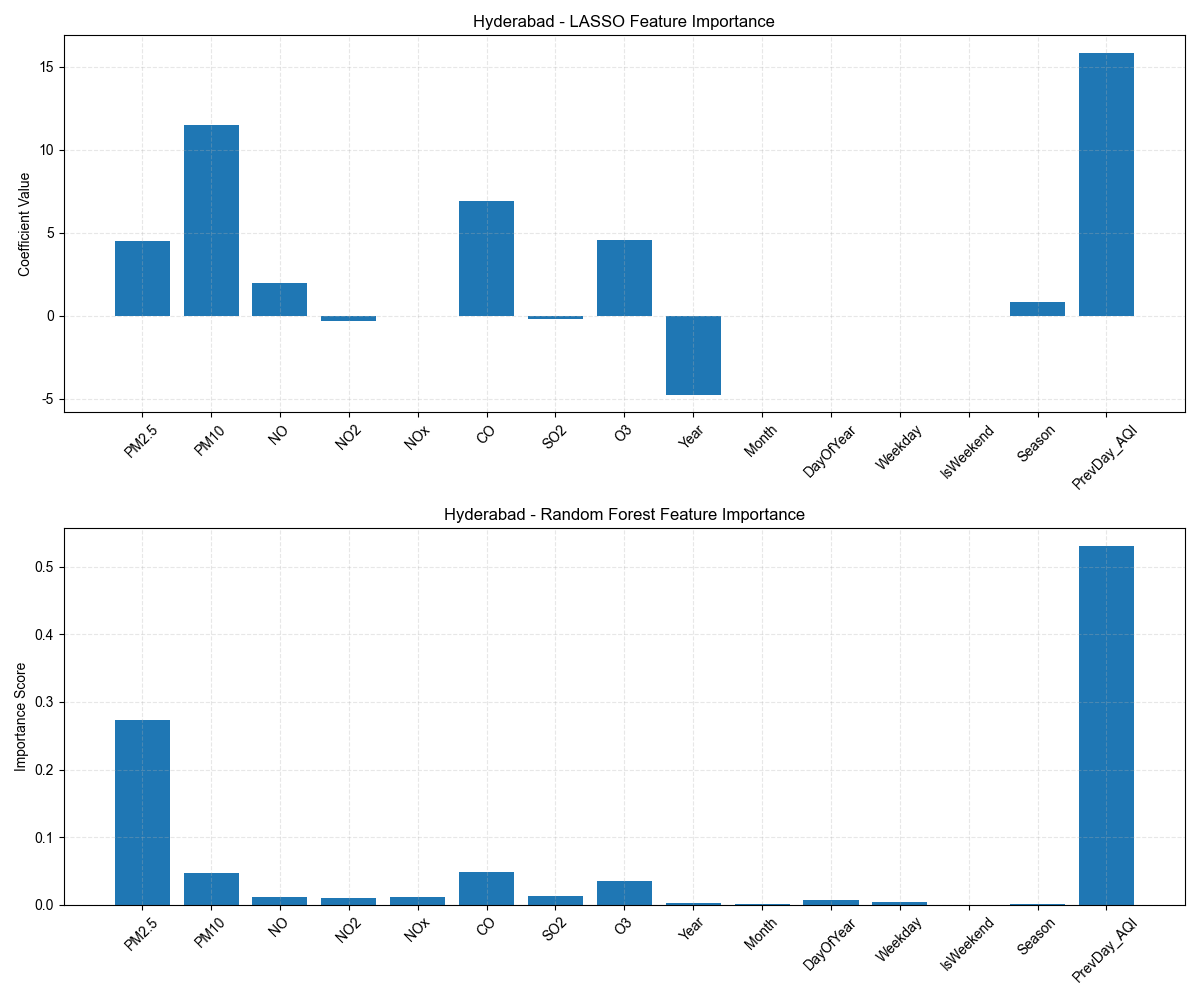 Hyderabad - LASSO Feature Importance
Coefficient Value
15
10
5
0
-5
PM2.5
PM10
NO
NO2
NOx
CO
SO2
O3
Year
Month
DayOfYear
Weekday
IsWeekend
Season
PrevDay_AQI
Hyderabad - Random Forest Feature Importance
Importance Score
0.5
0.4
0.3
0.2
0.1
0.0
PM2.5
PM10
NO
NO2
NOx
CO
SO2
O3
Year
Month
DayOfYear
Weekday
IsWeekend
Season
PrevDay_AQI